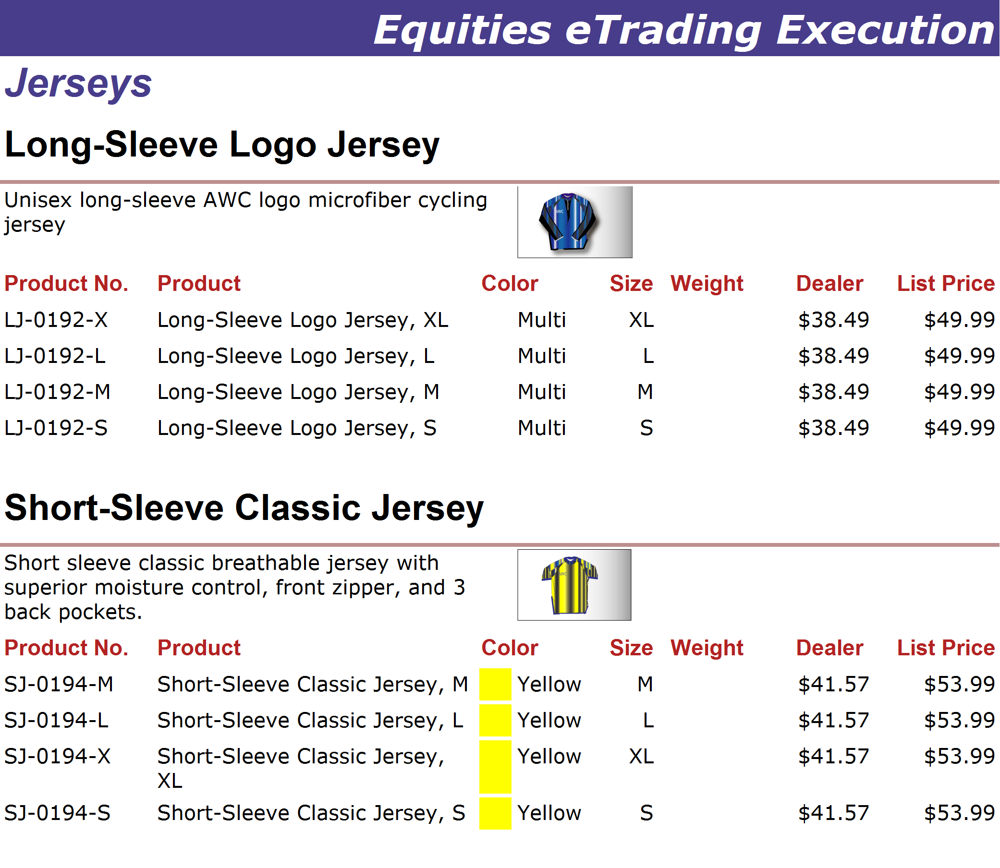 Equities eTrading Execution
Jerseys
Long-Sleeve Logo Jersey
Unisex long-sleeve AWC logo microfiber cycling
jersey
AWC
Product No. Product Color Size Weight Dealer List Price
LJ-0192-X Long-Sleeve Logo Jersey, XL Multi XL $38.49 $49.99
LJ-0192-L Long-Sleeve Logo Jersey, L Multi L $38.49 $49.99
LJ-0192-M Long-Sleeve Logo Jersey, M Multi M $38.49 $49.99
LJ-0192-S Long-Sleeve Logo Jersey, S Multi S $38.49 $49.99
Short-Sleeve Classic Jersey
Short sleeve classic breathable jersey with
superior moisture control, front zipper, and 3
back pockets.
AWC
Product No. Product Color Size Weight Dealer List Price
SJ-0194-M Short-Sleeve Classic Jersey, M Yellow M $41.57 $53.99
SJ-0194-L Short-Sleeve Classic Jersey, L Yellow L $41.57 $53.99
SJ-0194-X Short-Sleeve Classic Jersey, Yellow XL $41.57 $53.99
XL
SJ-0194-S Short-Sleeve Classic Jersey, S Yellow S $41.57 $53.99